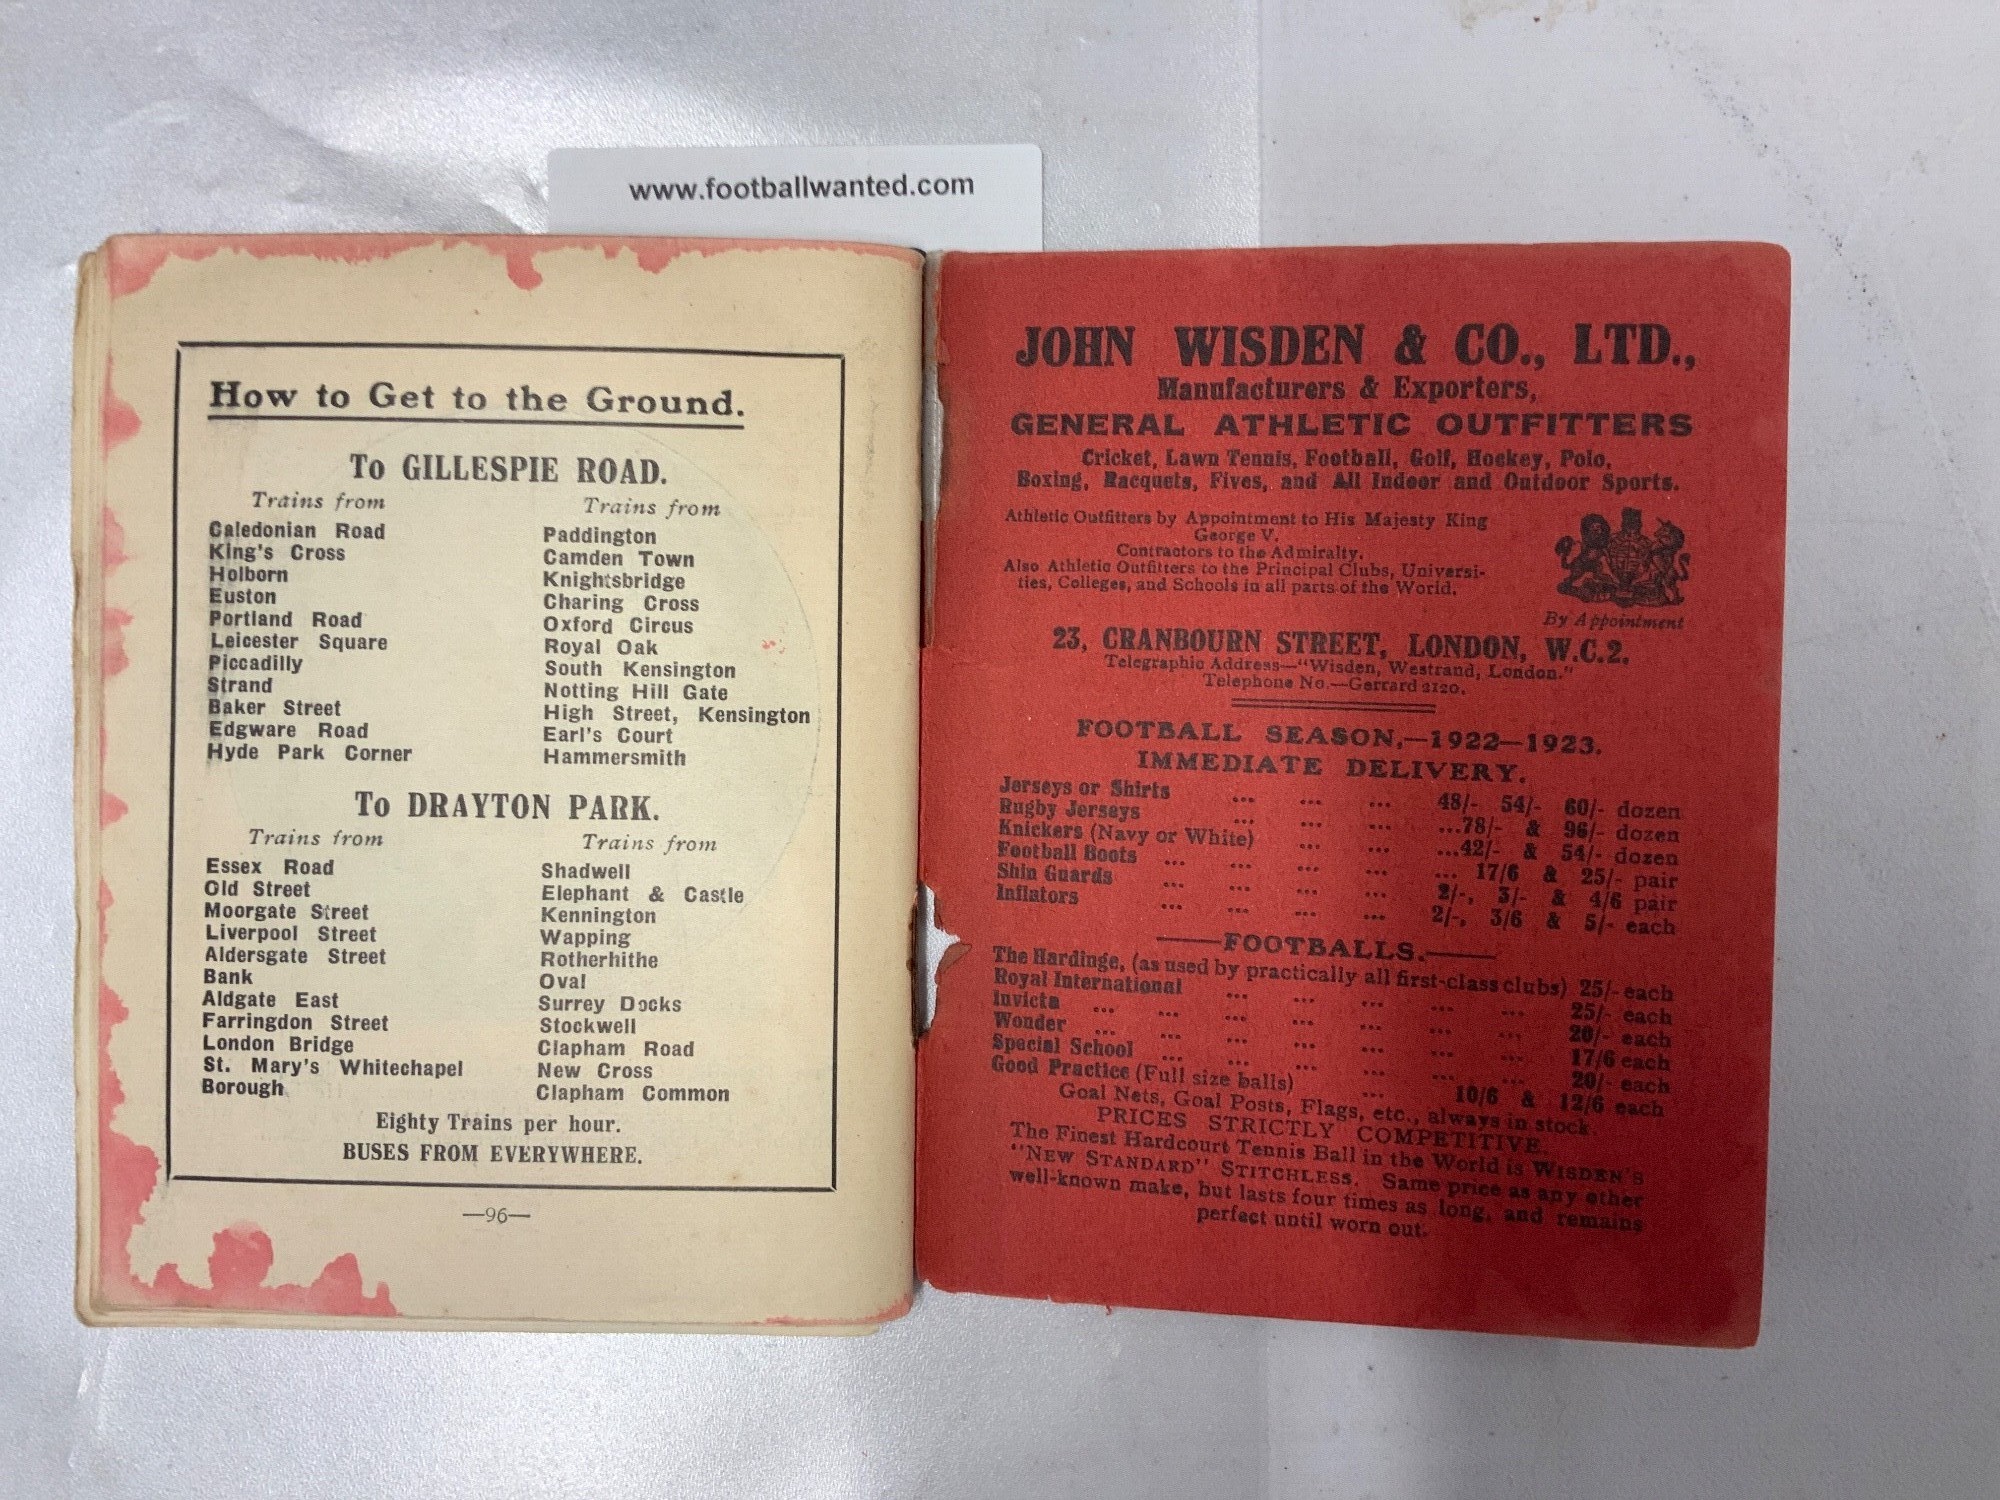 www.footballwanted.com
How to Get to the Ground.
To GILLESPIE ROAD.
Trains from
Caledonian Road
King's Cross
Holborn
Euston
Portland Road
Leicester Square
Piccadilly
Strand
Baker Street
Edgware Road
Hyde Park Corner
Trains from
Paddington
Camden Town
Knightsbridge
Charing Cross
Oxford Circus
Royal Oak
South Kensington
Notting Hill Gate
High Street, Kensington
Earl's Court
Hammersmith
To DRAYTON PARK.
Trains from
Essex Road
Old Street
Moorgate Street
Liverpool Street
Aldersgate Street
Bank
Aldgate East
Farringdon Street
London Bridge
St. Mary's Whitechapel
Borough
Trains from
Shadwell
Elephant & Castle
Kennington
Wapping
Rotherhithe
Oval
Surrey Docks
Stockwell
Clapham Road
New Cross
Clapham Common
Eighty Trains per hour.
BUSES FROM EVERYWHERE.
—96—
JOHN WISDEN & CO., LTD.,
Manufacturers & Exporters,
GENERAL ATHLETIC OUTFITTERS
Cricket, Lawn Tennis, Football, Golf, Hockey, Polo,
Boxing, Racquets, Fives, and All Indoor and Outdoor Sports.
Athletic Outfitters by Appointment to His Majesty King
George V.
Contractors to the Admiralty.
Also Athletic Outfitters to the Principal Clubs, Universi-
ties, Colleges, and Schools in all parts of the World.
By Appointment
23, CRANBOURN STREET, LONDON, W.C.2.
Telegraphic Address—"Wisden, Westrand, London."
Telephone No.—Gerrard 2120.
FOOTBALL SEASON,—1922—1923.
IMMEDIATE DELIVERY.
Jerseys or Shirts ... ... ... 48/- 54/- 60/- dozen
Rugby Jerseys ... ... ... ...78/- & 96/- dozen
Knickers (Navy or White) ... ... ...42/- & 54/- dozen
Football Boots ... ... ... ... ... 17/6 & 25/- pair
Shin Guards ... ... ... ... 2/-, 3/- & 4/6 pair
Inflators ... ... ... ... 2/-, 3/6 & 5/- each
——FOOTBALLS.——
The Hardinge, (as used by practically all first-class clubs) 25/- each
Royal International ... ... ... ... ... 25/- each
Invicta ... ... ... ... ... ... 20/- each
Wonder ... ... ... ... ... ... ... 17/6 each
Special School ... ... ... ... ... ... 20/- each
Good Practice (Full size balls) ... 10/6 & 12/6 each
Goal Nets, Goal Posts, Flags, etc., always in stock.
PRICES STRICTLY COMPETITIVE.
The Finest Hardcourt Tennis Ball in the World is WISDEN'S
"NEW STANDARD" STITCHLESS. Same price as any other
well-known make, but lasts four times as long, and remains
perfect until worn out.